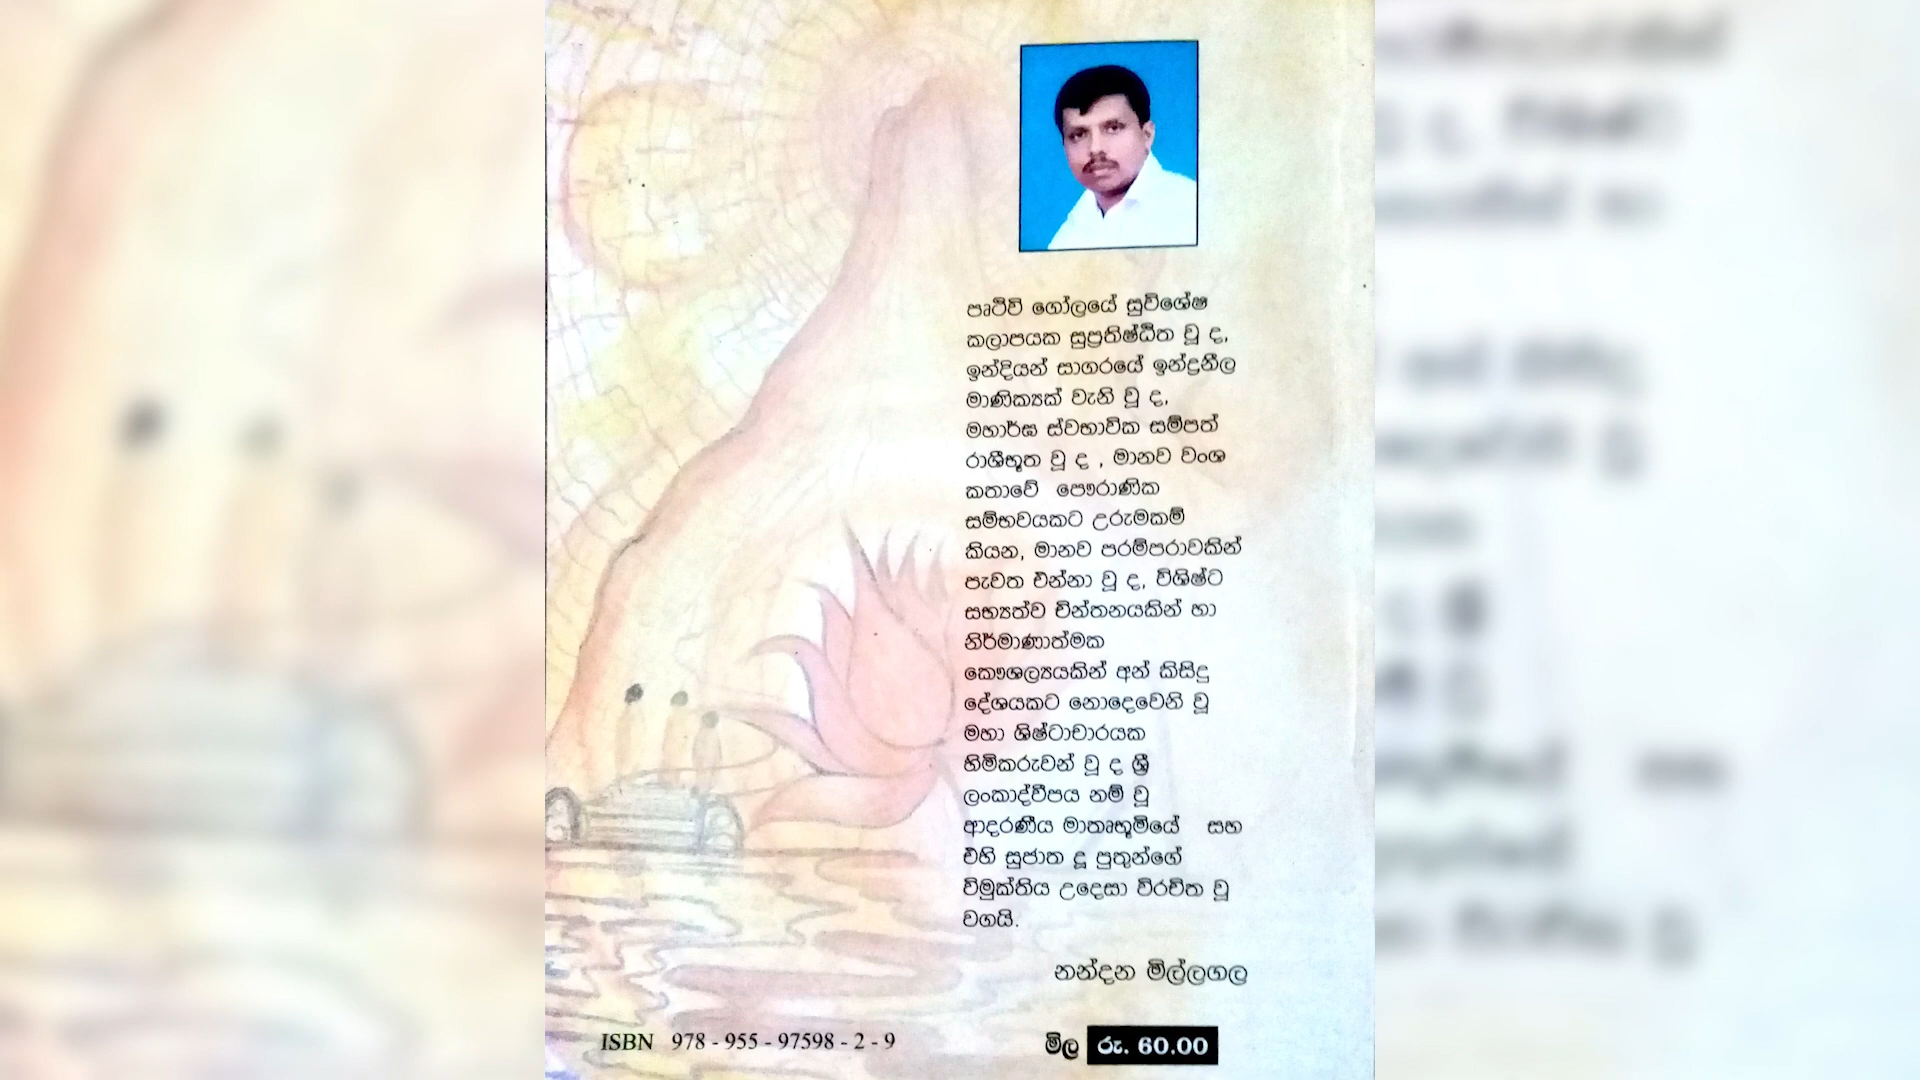 පෘථිවි ගෝලයේ සුවිශේෂ
කලාපයක සුප්‍රතිෂ්ඨිත වූ ද,
ඉන්දියන් සාගරයේ ඉන්ද්‍රනීල
මාණික්‍යක් වැනි වූ ද,
මහාර්ඝ ස්වභාවික සම්පත්
රාශීභූත වූ ද , මානව වංශ
කතාවේ පෞරාණික
සම්භවයකට උරුමකම්
කියන, මානව පරම්පරාවකින්
පැවත එන්නා වූ ද, විශිෂ්ට
සභ්‍යත්ව චින්තනයකින් හා
නිර්මාණාත්මක
කෞශල්‍යයකින් අන් කිසිදු
දේශයකට නොදෙවෙනි වූ
මහා ශිෂ්ටාචාරයක
හිමිකරුවන් වූ ද ශ්‍රී
ලංකාද්වීපය නම් වූ
ආදරණීය මාතෘභූමියේ සහ
එහි සුජාත දූ පුතුන්ගේ
විමුක්තිය උදෙසා විරචිත වූ
වගයි.
නන්දන මිල්ලගල
ISBN 978 - 955 - 97598 - 2 - 9
මිල රු. 60.00